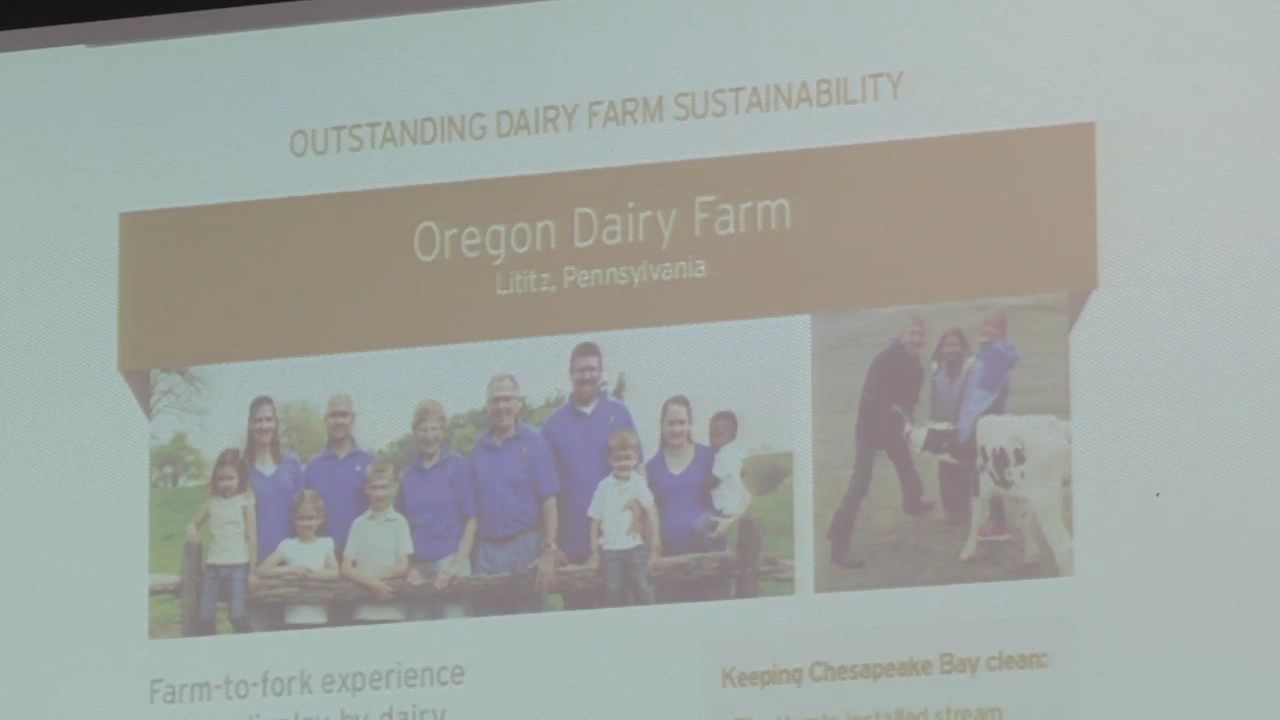 OUTSTANDING DAIRY FARM SUSTAINABILITY
Oregon Dairy Farm
Lititz, Pennsylvania
Farm-to-fork experience
display by dairy
Keeping Chesapeake Bay clean:
installed stream